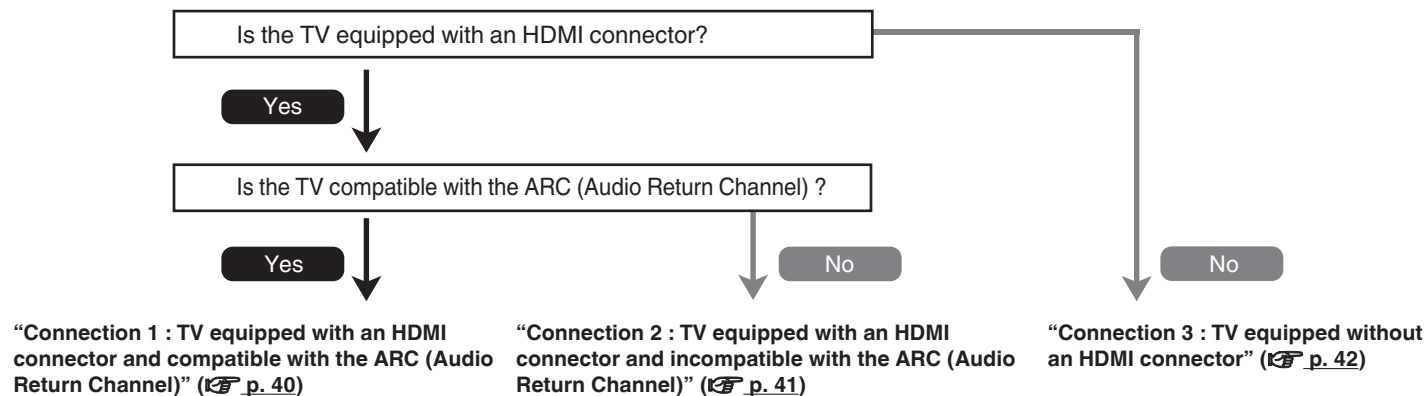 Is the TV equipped with an HDMI connector?
Yes
Is the TV compatible with the ARC (Audio Return Channel) ?
Yes
No
No
“Connection 1 : TV equipped with an HDMI
connector and compatible with the ARC (Audio
Return Channel)” (☞ p. 40)
“Connection 2 : TV equipped with an HDMI
connector and incompatible with the ARC (Audio
Return Channel)” (☞ p. 41)
“Connection 3 : TV equipped without
an HDMI connector” (☞ p. 42)